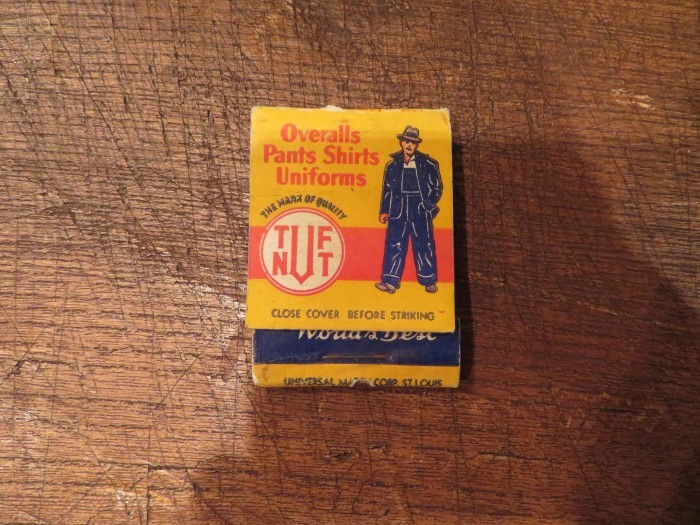 Overalls
Pants Shirts
Uniforms
THE MARK OF QUALITY
TUF
NUT
CLOSE COVER BEFORE STRIKING
World's Best
UNIVERSAL MATCH CORP. ST. LOUIS